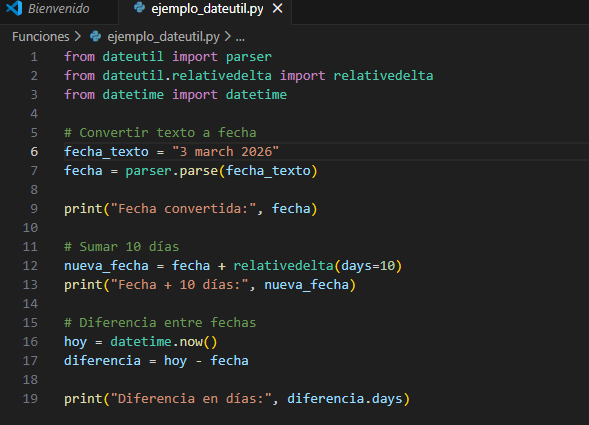 Bienvenido ejemplo_dateutil.py ×
Funciones > ejemplo_dateutil.py > ...
1 from dateutil import parser
2 from dateutil.relativedelta import relativedelta
3 from datetime import datetime
4
5 # Convertir texto a fecha
6 fecha_texto = "3 march 2026"
7 fecha = parser.parse(fecha_texto)
8
9 print("Fecha convertida:", fecha)
10
11 # Sumar 10 días
12 nueva_fecha = fecha + relativedelta(days=10)
13 print("Fecha + 10 días:", nueva_fecha)
14
15 # Diferencia entre fechas
16 hoy = datetime.now()
17 diferencia = hoy - fecha
18
19 print("Diferencia en días:", diferencia.days)